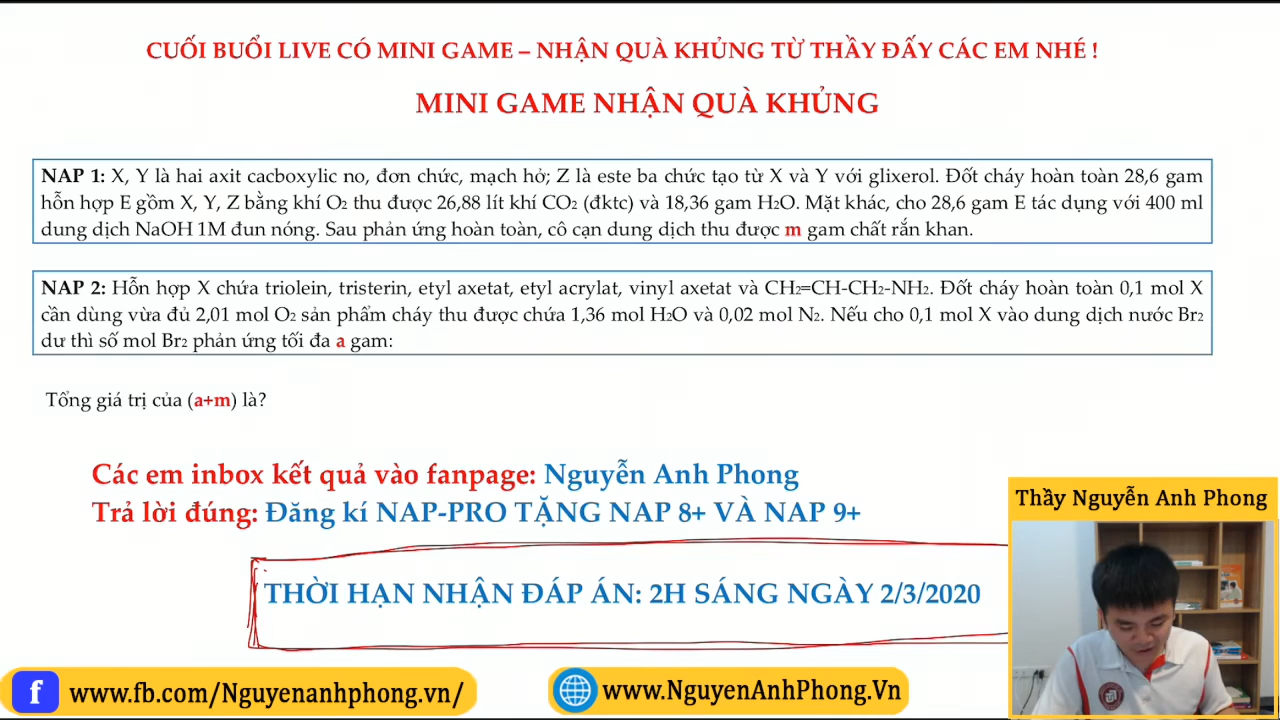 CUỐI BUỔI LIVE CÓ MINI GAME – NHẬN QUÀ KHỦNG TỪ THẦY ĐẤY CÁC EM NHÉ !
MINI GAME NHẬN QUÀ KHỦNG
NAP 1: X, Y là hai axit cacboxylic no, đơn chức, mạch hở; Z là este ba chức tạo từ X và Y với glixerol. Đốt cháy hoàn toàn 28,6 gam
hỗn hợp E gồm X, Y, Z bằng khí O₂ thu được 26,88 lít khí CO₂ (đktc) và 18,36 gam H₂O. Mặt khác, cho 28,6 gam E tác dụng với 400 ml
dung dịch NaOH 1M đun nóng. Sau phản ứng hoàn toàn, cô cạn dung dịch thu được m gam chất rắn khan.
NAP 2: Hỗn hợp X chứa triolein, tristerin, etyl axetat, etyl acrylat, vinyl axetat và CH₂=CH-CH₂-NH₂. Đốt cháy hoàn toàn 0,1 mol X
cần dùng vừa đủ 2,01 mol O₂ sản phẩm cháy thu được chứa 1,36 mol H₂O và 0,02 mol N₂. Nếu cho 0,1 mol X vào dung dịch nước Br₂
dư thì số mol Br₂ phản ứng tối đa a gam:
Tổng giá trị của (a+m) là?
Các em inbox kết quả vào fanpage: Nguyễn Anh Phong
Trả lời đúng: Đăng kí NAP-PRO TẶNG NAP 8+ VÀ NAP 9+
Thầy Nguyễn Anh Phong
THỜI HẠN NHẬN ĐÁP ÁN: 2H SÁNG NGÀY 2/3/2020
f www.fb.com/Nguyenanhphong.vn/
www.NguyenAnhPhong.Vn